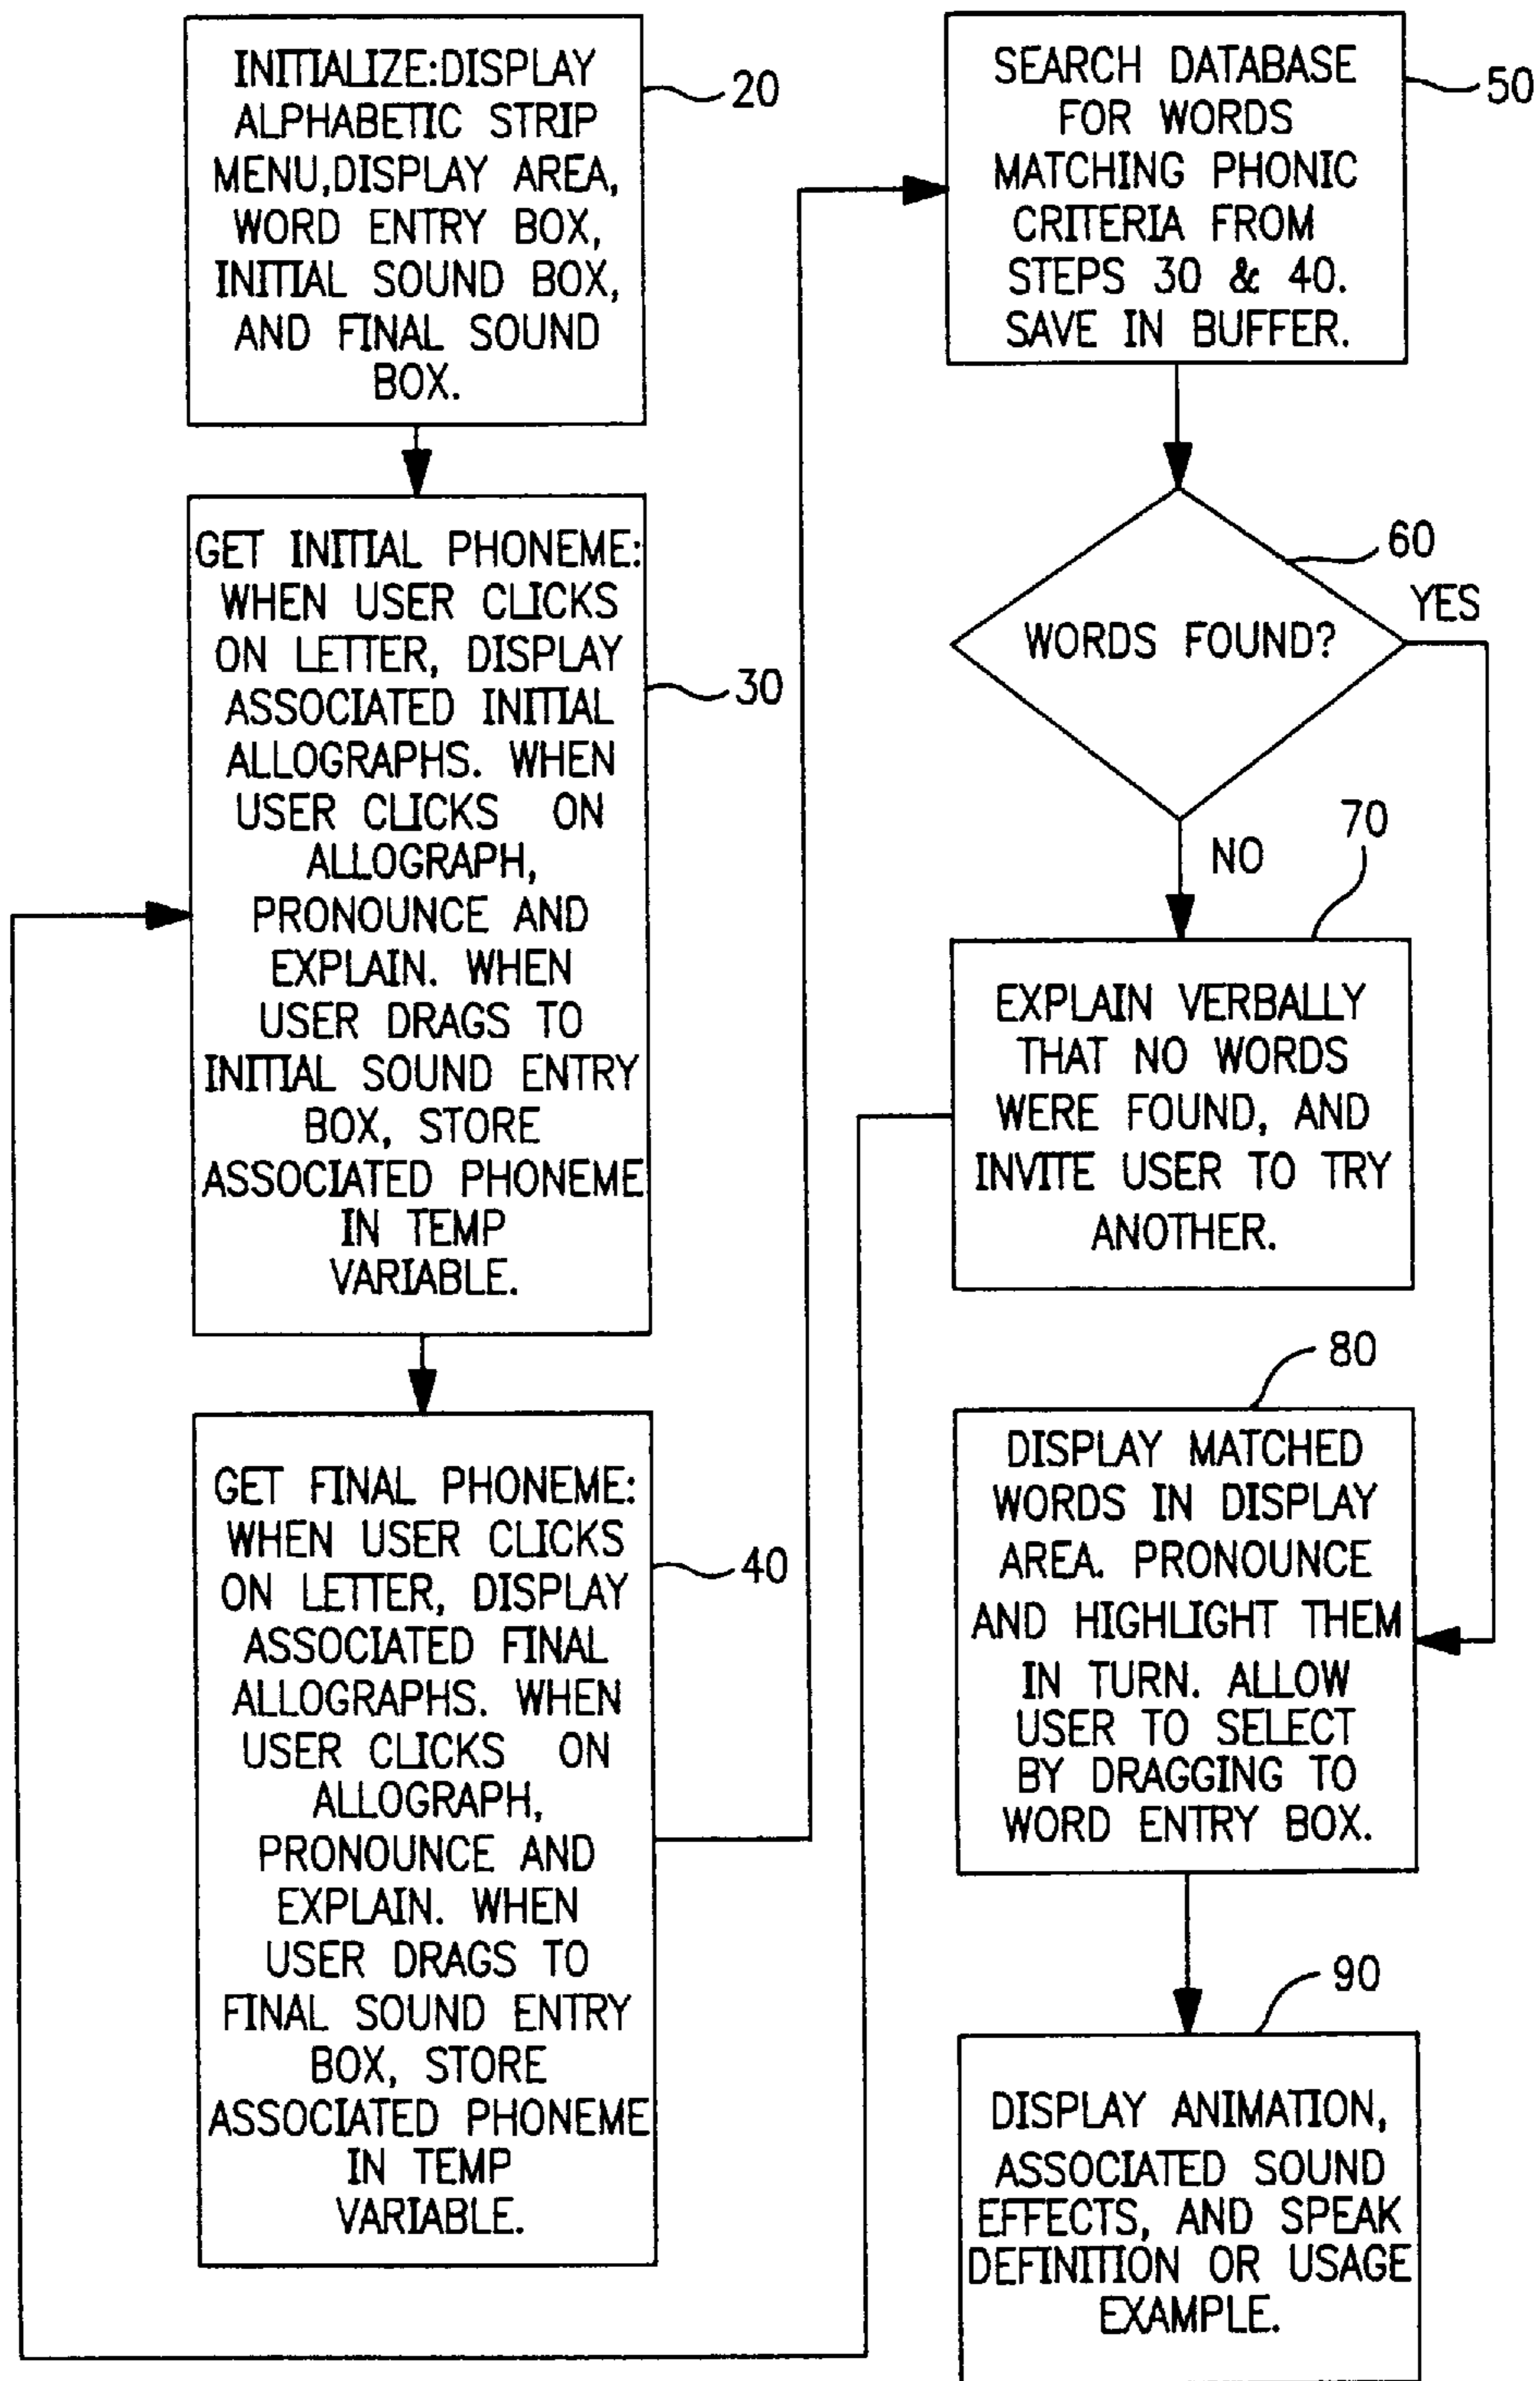 INITIALIZE:DISPLAY
ALPHABETIC STRIP
MENU,DISPLAY AREA,
WORD ENTRY BOX,
INITIAL SOUND BOX,
AND FINAL SOUND
BOX.
20
GET INITIAL PHONEME:
WHEN USER CLICKS
ON LETTER, DISPLAY
ASSOCIATED INITIAL
ALLOGRAPHS. WHEN
USER CLICKS ON
ALLOGRAPH,
PRONOUNCE AND
EXPLAIN. WHEN
USER DRAGS TO
INITIAL SOUND ENTRY
BOX, STORE
ASSOCIATED PHONEME
IN TEMP
VARIABLE.
30
GET FINAL PHONEME:
WHEN USER CLICKS
ON LETTER, DISPLAY
ASSOCIATED FINAL
ALLOGRAPHS. WHEN
USER CLICKS ON
ALLOGRAPH,
PRONOUNCE AND
EXPLAIN. WHEN
USER DRAGS TO
FINAL SOUND ENTRY
BOX, STORE
ASSOCIATED PHONEME
IN TEMP
VARIABLE.
40
SEARCH DATABASE
FOR WORDS
MATCHING PHONIC
CRITERIA FROM
STEPS 30 & 40.
SAVE IN BUFFER.
50
WORDS FOUND?
60
YES
NO
70
EXPLAIN VERBALLY
THAT NO WORDS
WERE FOUND, AND
INVITE USER TO TRY
ANOTHER.
80
DISPLAY MATCHED
WORDS IN DISPLAY
AREA. PRONOUNCE
AND HIGHLIGHT THEM
IN TURN. ALLOW
USER TO SELECT
BY DRAGGING TO
WORD ENTRY BOX.
90
DISPLAY ANIMATION,
ASSOCIATED SOUND
EFFECTS, AND SPEAK
DEFINITION OR USAGE
EXAMPLE.